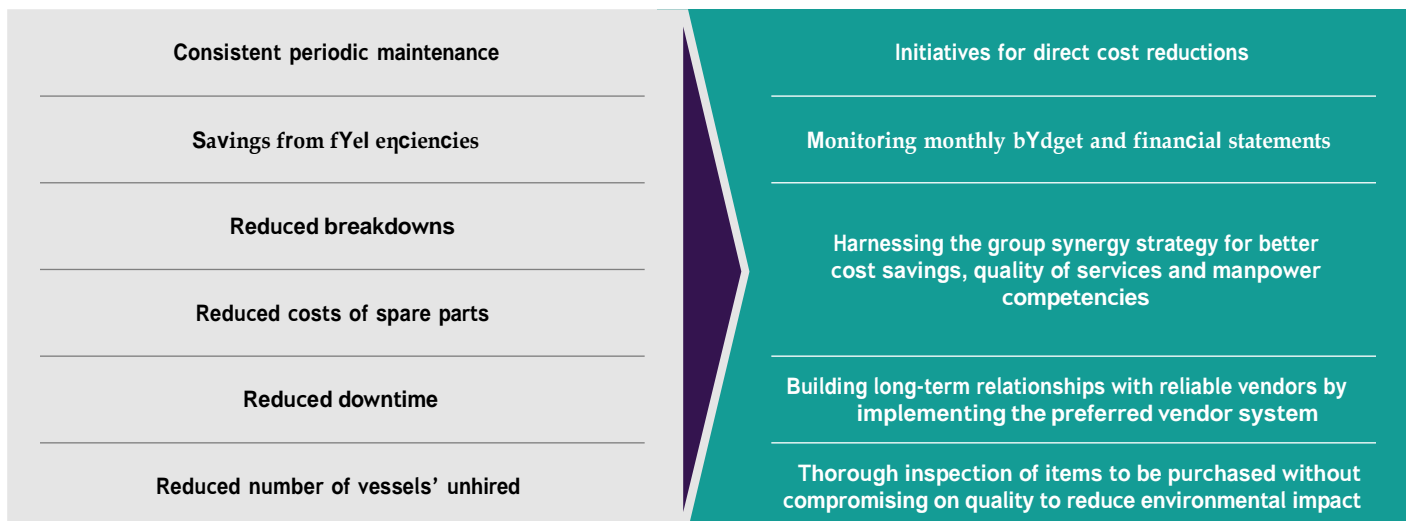 Consistent periodic maintenance
Savings from fYel eηciencies
Reduced breakdowns
Reduced costs of spare parts
Reduced downtime
Reduced number of vessels’ unhired
Initiatives for direct cost reductions
Monitoring monthly bYdget and financial statements
Harnessing the group synergy strategy for better
cost savings, quality of services and manpower
competencies
Building long-term relationships with reliable vendors by
implementing the preferred vendor system
Thorough inspection of items to be purchased without
compromising on quality to reduce environmental impact